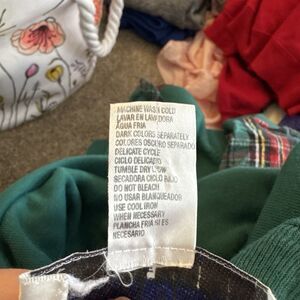 MACHINE WASH COLD
LAVAR EN LAVADORA
AGUA FRIA
DARK COLORS SEPARATELY
COLORES OSCURO SEPARADO
DELICATE CYCLE
CICLO DELICADO
TUMBLE DRY LOW
SECADORA CICLO BAJO
DO NOT BLEACH
NO USAR BLANQUEADOR
USE COOL IRON
WHEN NECESSARY
PLANCHA FRIA SI ES
NECESARIO